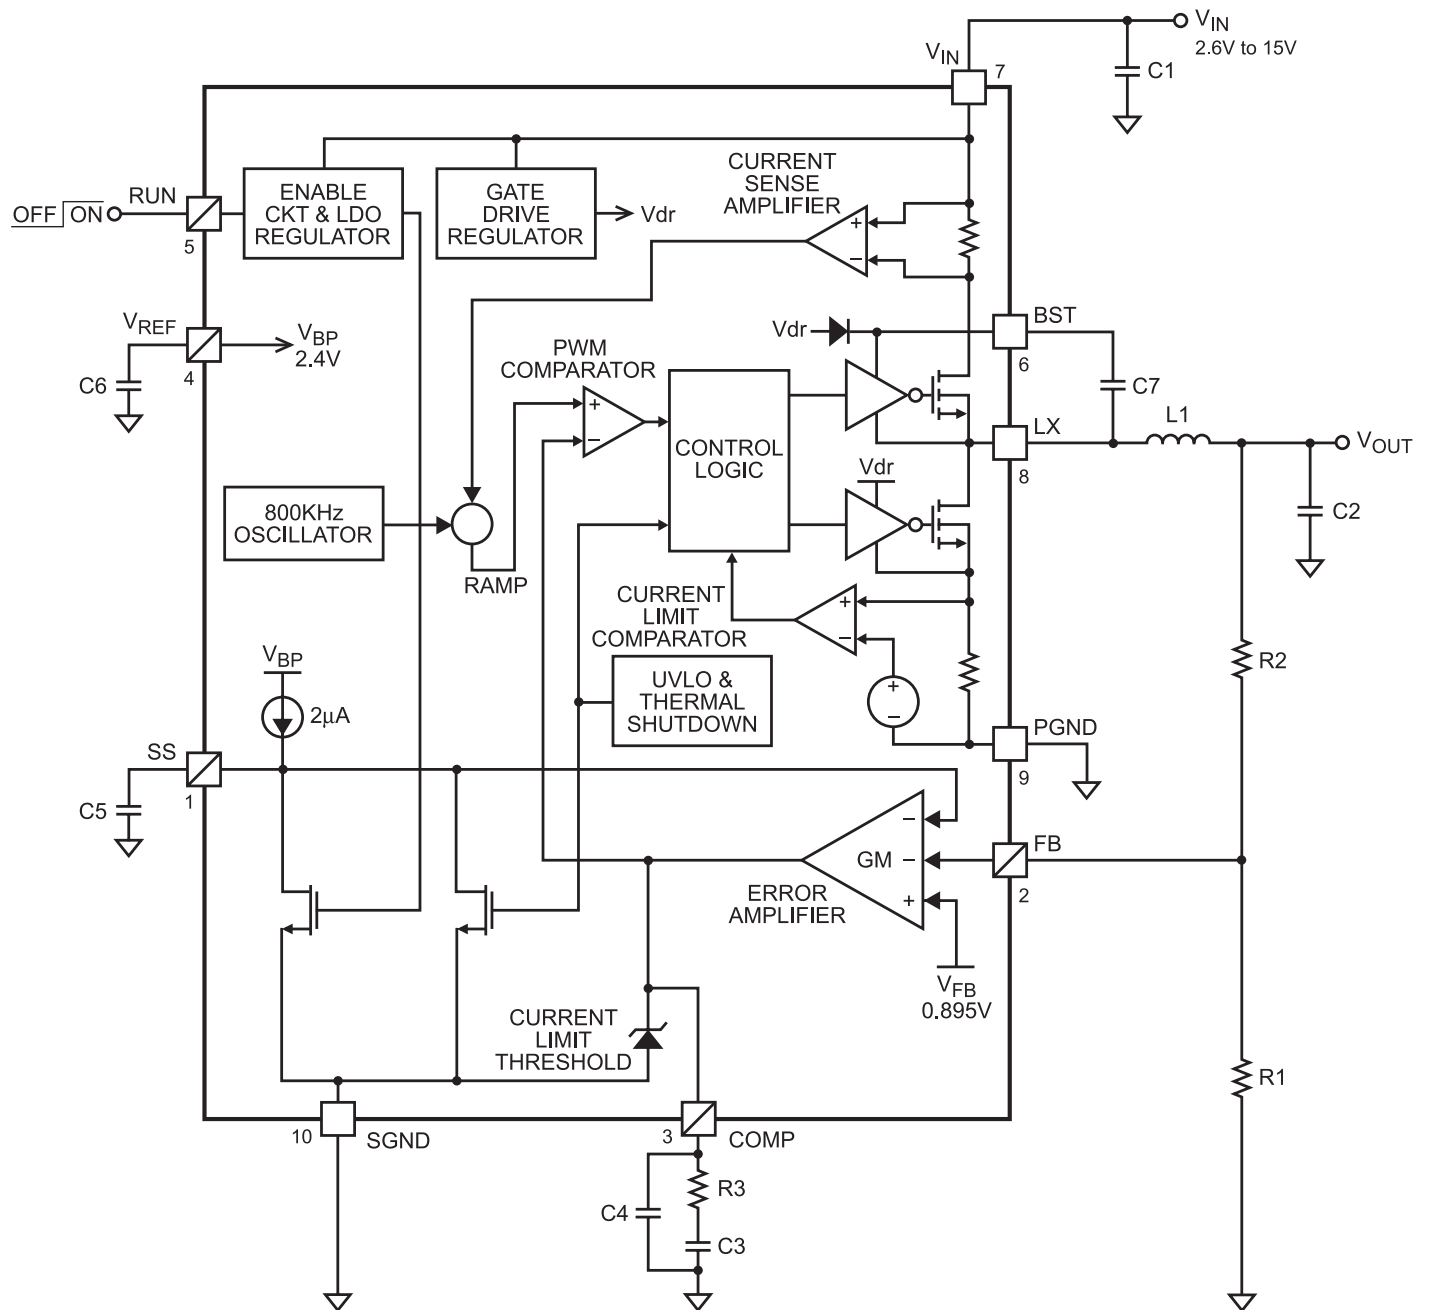 VIN
2.6V to 15V
VIN
7
C1
CURRENT
SENSE
AMPLIFIER
+
−
RUN
OFF ON
5
ENABLE
CKT & LDO
REGULATOR
GATE
DRIVE
REGULATOR
Vdr
VREF
4
VBP
2.4V
C6
PWM
COMPARATOR
+
−
Vdr
BST
6
C7
CONTROL
LOGIC
LX
8
L1
VOUT
C2
Vdr
800KHz
OSCILLATOR
RAMP
CURRENT
LIMIT
COMPARATOR
+
−
+
−
UVLO &
THERMAL
SHUTDOWN
R2
VBP
2μA
SS
1
C5
PGND
9
−
GM −
+
ERROR
AMPLIFIER
FB
2
VFB
0.895V
CURRENT
LIMIT
THRESHOLD
R1
10
SGND
3
COMP
R3
C4
C3